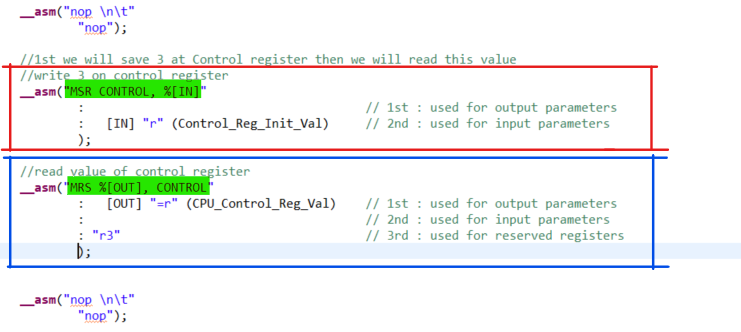 __asm("nop \n\t"
"nop");
//1st we will save 3 at Control register then we will read this value
//write 3 on control register
__asm("MSR CONTROL, %[IN]"
: // 1st : used for output parameters
: [IN] "r" (Control_Reg_Init_Val) // 2nd : used for input parameters
);
//read value of control register
__asm("MRS %[OUT], CONTROL"
: [OUT] "=r" (CPU_Control_Reg_Val) // 1st : used for output parameters
: // 2nd : used for input parameters
: "r3" // 3rd : used for reserved registers
);
__asm("nop \n\t"
"nop");